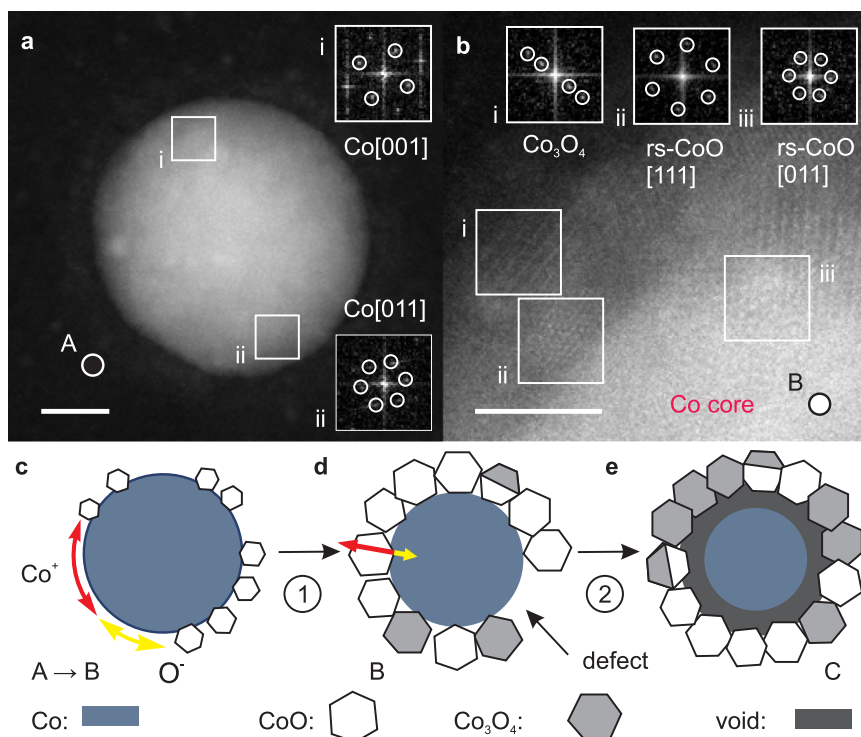 a
i
Co[001]
i
Co[011]
ii
A
ii
b
i
Co₃O₄
ii
rs-CoO
[111]
iii
rs-CoO
[011]
i
ii
iii
Co core
B
c
Co⁺
A → B
O⁻
1
d
B
defect
2
e
C
Co:
CoO:
Co₃O₄:
void: